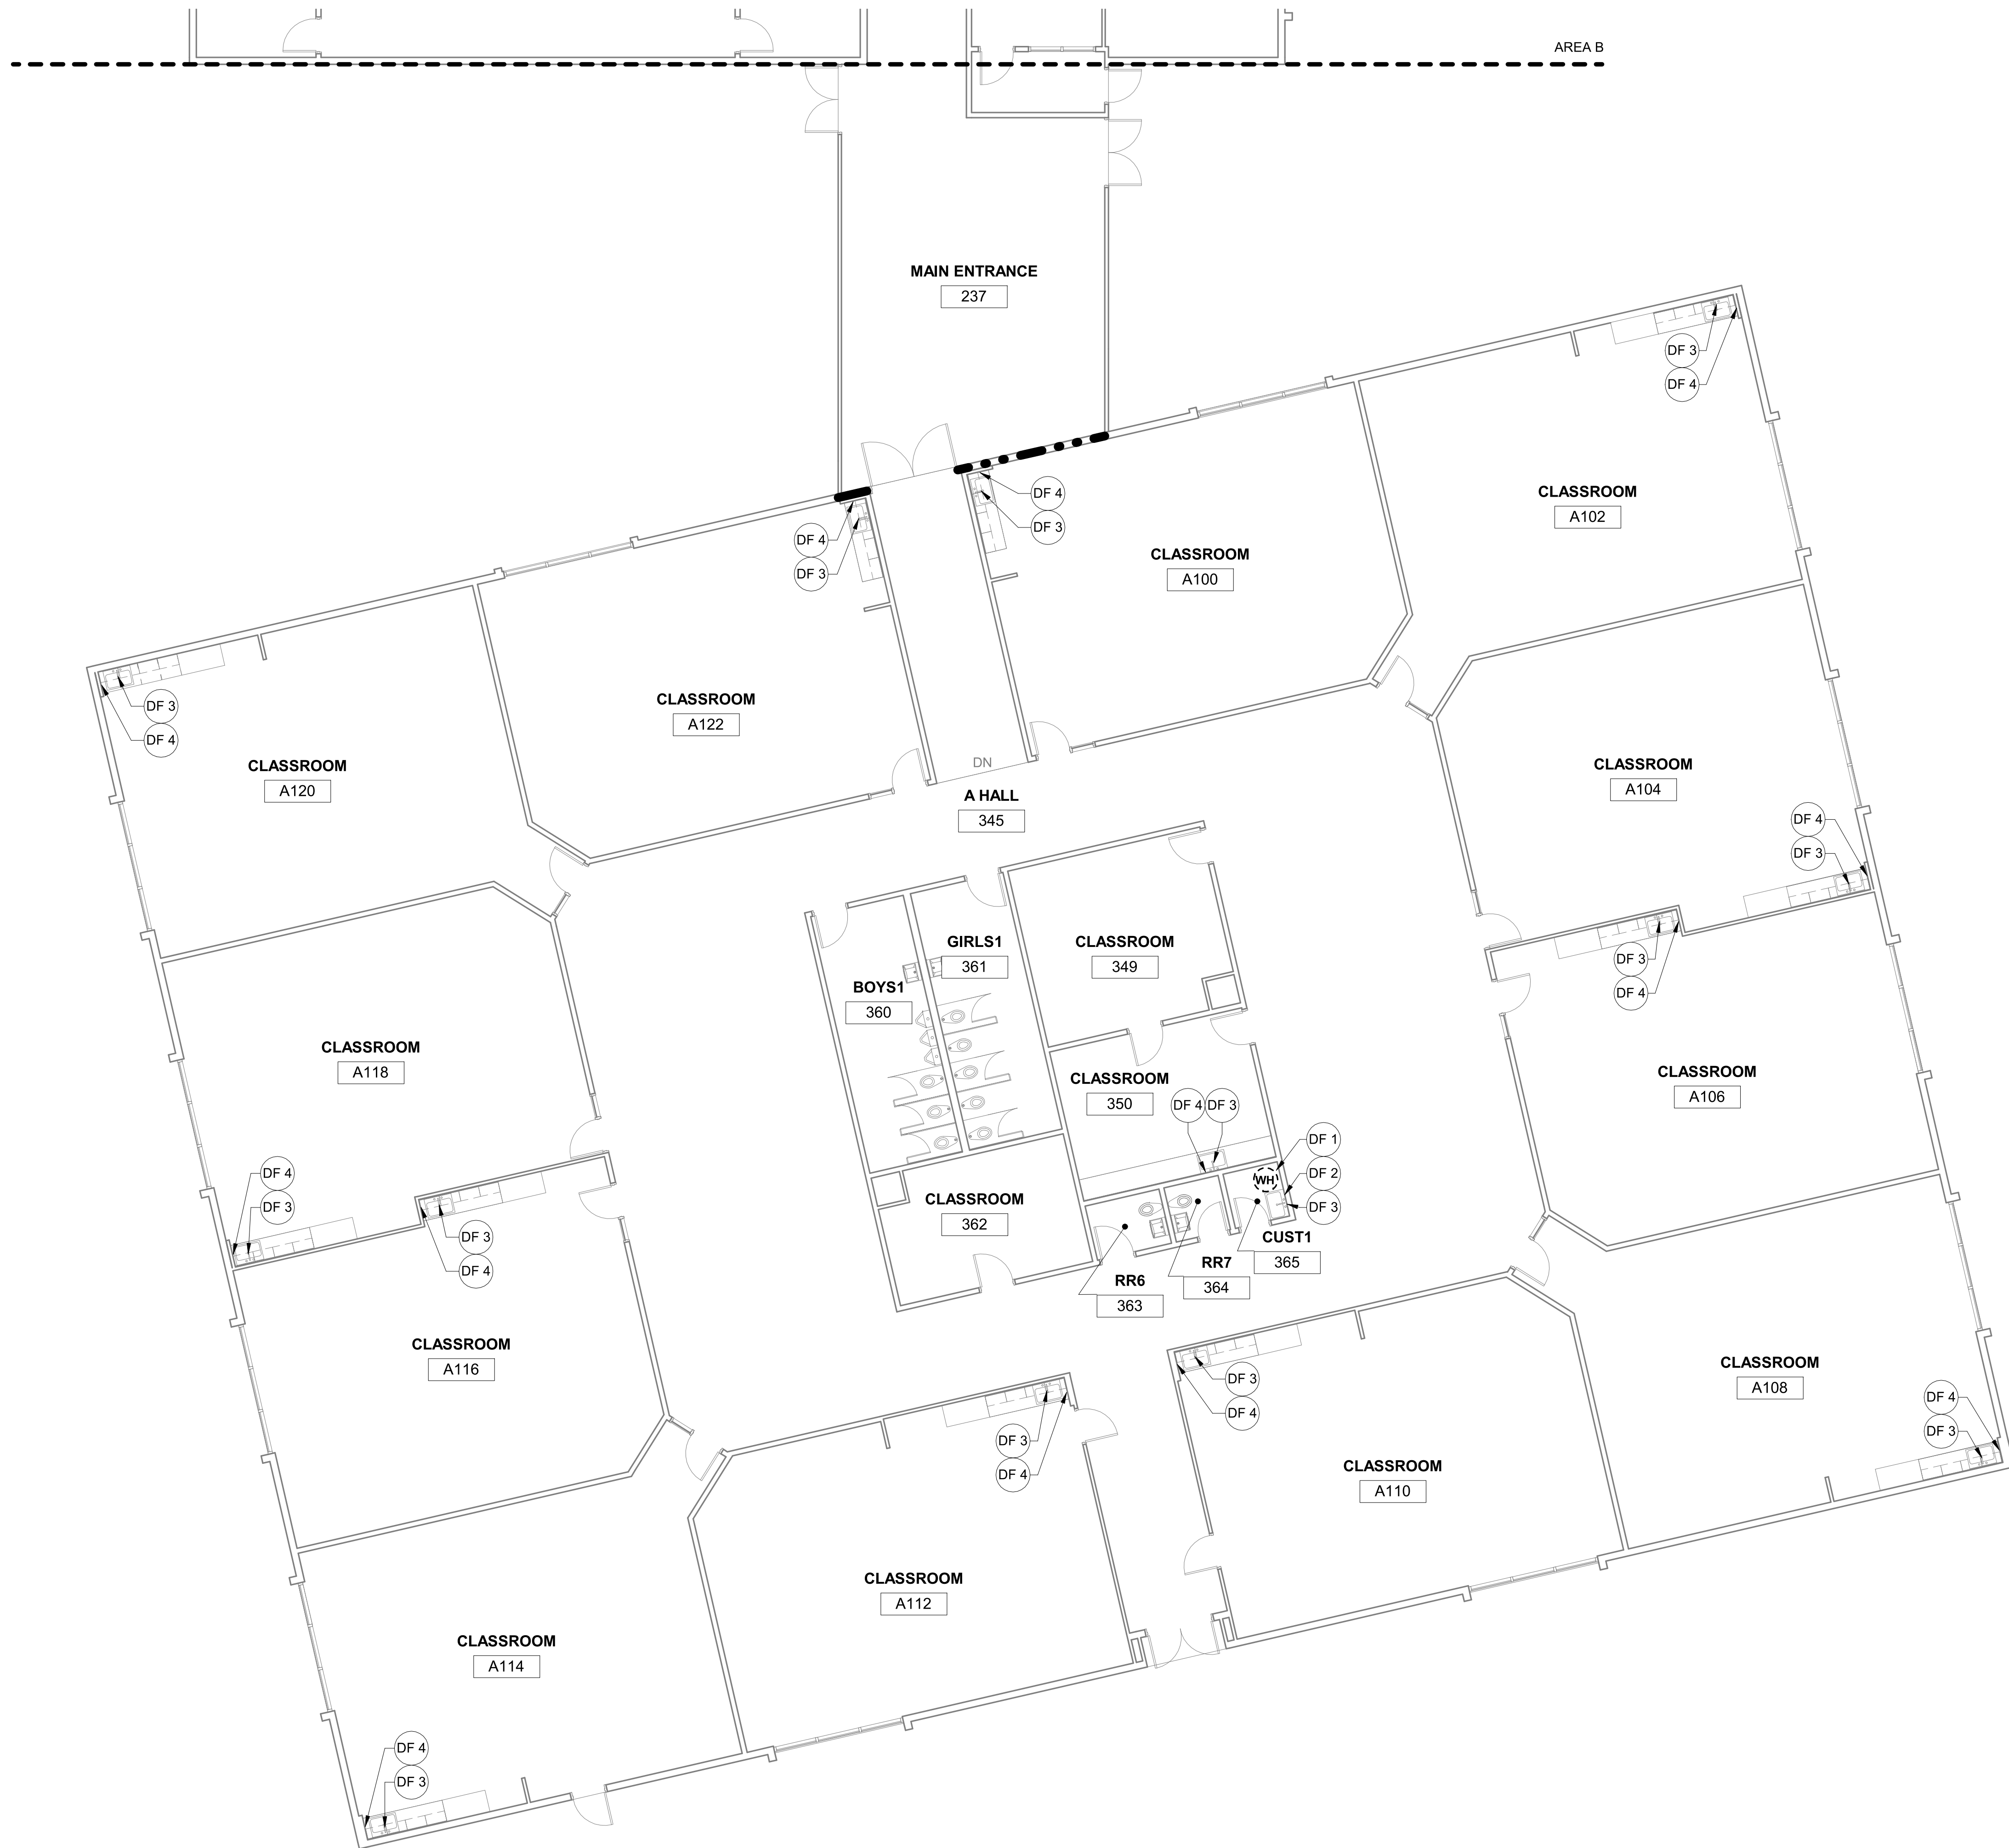 AREA B
MAIN ENTRANCE
237
DF 3
DF 4
CLASSROOM
A102
DF 4
DF 3
DF 4
DF 3
CLASSROOM
A100
DF 3
DF 4
CLASSROOM
A122
CLASSROOM
A120
DN
A HALL
345
CLASSROOM
A104
DF 4
DF 3
GIRLS1
361
CLASSROOM
349
BOYS1
360
DF 3
DF 4
CLASSROOM
A118
CLASSROOM
350
DF 4
DF 3
CLASSROOM
A106
DF 4
DF 3
DF 1
DF 2
DF 3
WH
CLASSROOM
362
DF 3
DF 4
CUST1
365
RR7
364
RR6
363
CLASSROOM
A116
DF 3
DF 4
CLASSROOM
A108
DF 4
DF 3
DF 3
DF 4
CLASSROOM
A110
CLASSROOM
A112
CLASSROOM
A114
DF 4
DF 3